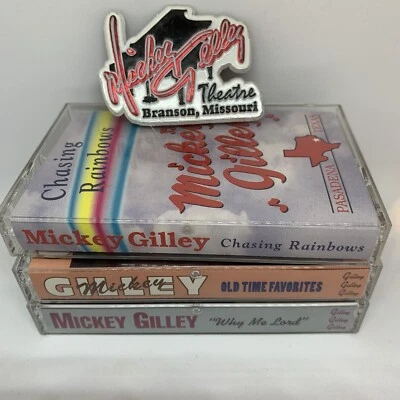 Mickey Gilley
Theatre
Branson, Missouri
Chasing
Rainbows
Mickey
Gilley
PASADENA
TEXAS
Mickey Gilley Chasing Rainbows
GILLEY
Mickey
OLD TIME FAVORITES
Gilley
Gilley
Gilley
MICKEY GILLEY "Why Me Lord"
Gilley
Gilley
Gilley